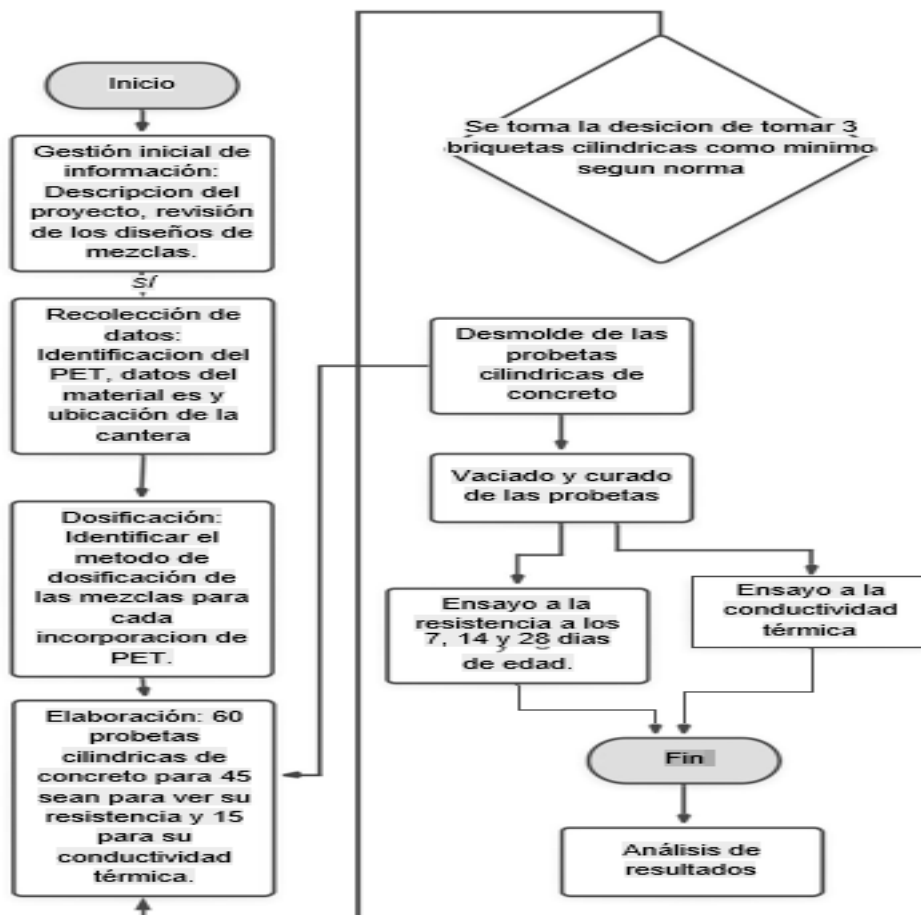 Inicio
Gestión inicial de
información:
Descripcion del
proyecto, revisión
de los diseños de
mezclas.
sí
Recolección de
datos:
Identificacion del
PET, datos del
material es y
ubicación de la
cantera
Dosificación:
Identificar el
metodo de
dosificación de
las mezclas para
cada
incorporacion de
PET.
Elaboración: 60
probetas
cilindricas de
concreto para 45
sean para ver su
resistencia y 15
para su
conductividad
térmica.
Se toma la desicion de tomar 3
briquetas cilindricas como minimo
segun norma
Desmolde de las
probetas
cilindricas de
concreto
Vaciado y curado
de las probetas
Ensayo a la
resistencia a los
7, 14 y 28 dias
de edad.
Ensayo a la
conductividad
térmica
Fin
Análisis de
resultados